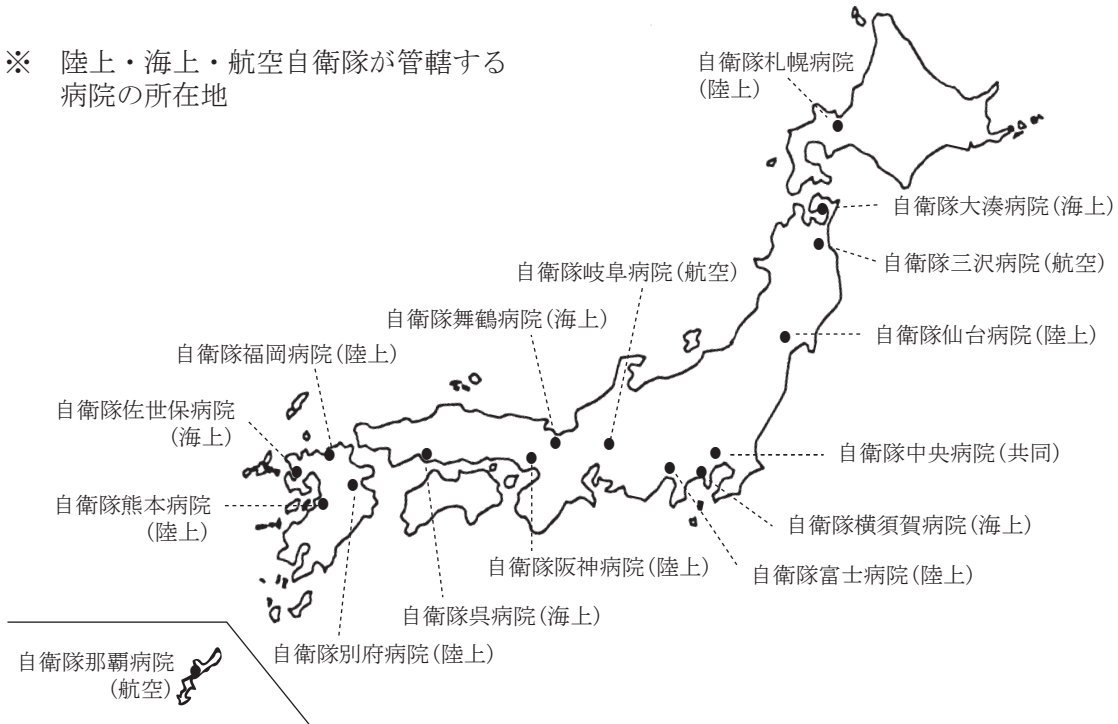 ※ 陸上・海上・航空自衛隊が管轄する
病院の所在地
自衛隊札幌病院
(陸上)
自衛隊大湊病院(海上)
自衛隊三沢病院(航空)
自衛隊岐阜病院(航空)
自衛隊舞鶴病院(海上)
自衛隊仙台病院(陸上)
自衛隊福岡病院(陸上)
自衛隊佐世保病院
(海上)
自衛隊中央病院(共同)
自衛隊熊本病院
(陸上)
自衛隊横須賀病院(海上)
自衛隊阪神病院(陸上)
自衛隊富士病院(陸上)
自衛隊呉病院(海上)
自衛隊別府病院(陸上)
自衛隊那覇病院
(航空)